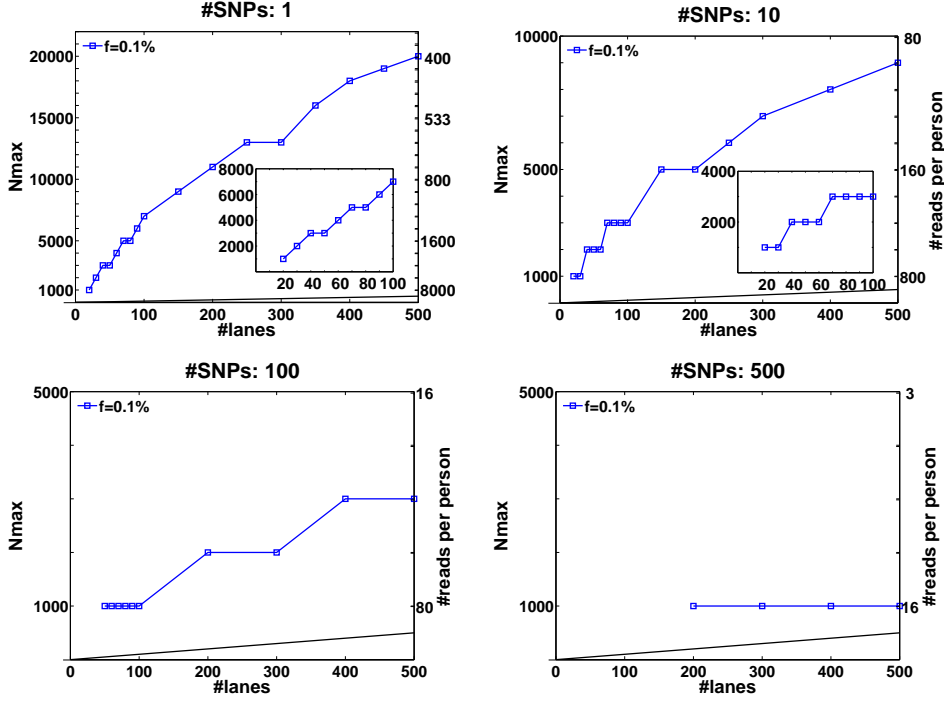 #SNPs: 1
f=0.1%
20000
17000
13000
10000
5000
1000
Nmax
400
533
800
1600
8000
8000
6000
4000
2000
20 40 60 80 100
0 100 200 300 400 500
#lanes
#SNPs: 10
f=0.1%
10000
5000
1000
Nmax
80
160
800
#reads per person
4000
2000
20 40 60 80 100
0 100 200 300 400 500
#lanes
#SNPs: 100
f=0.1%
5000
1000
Nmax
16
80
#reads per person
0 100 200 300 400 500
#lanes
#SNPs: 500
f=0.1%
5000
1000
Nmax
3
16
#reads per person
0 100 200 300 400 500
#lanes